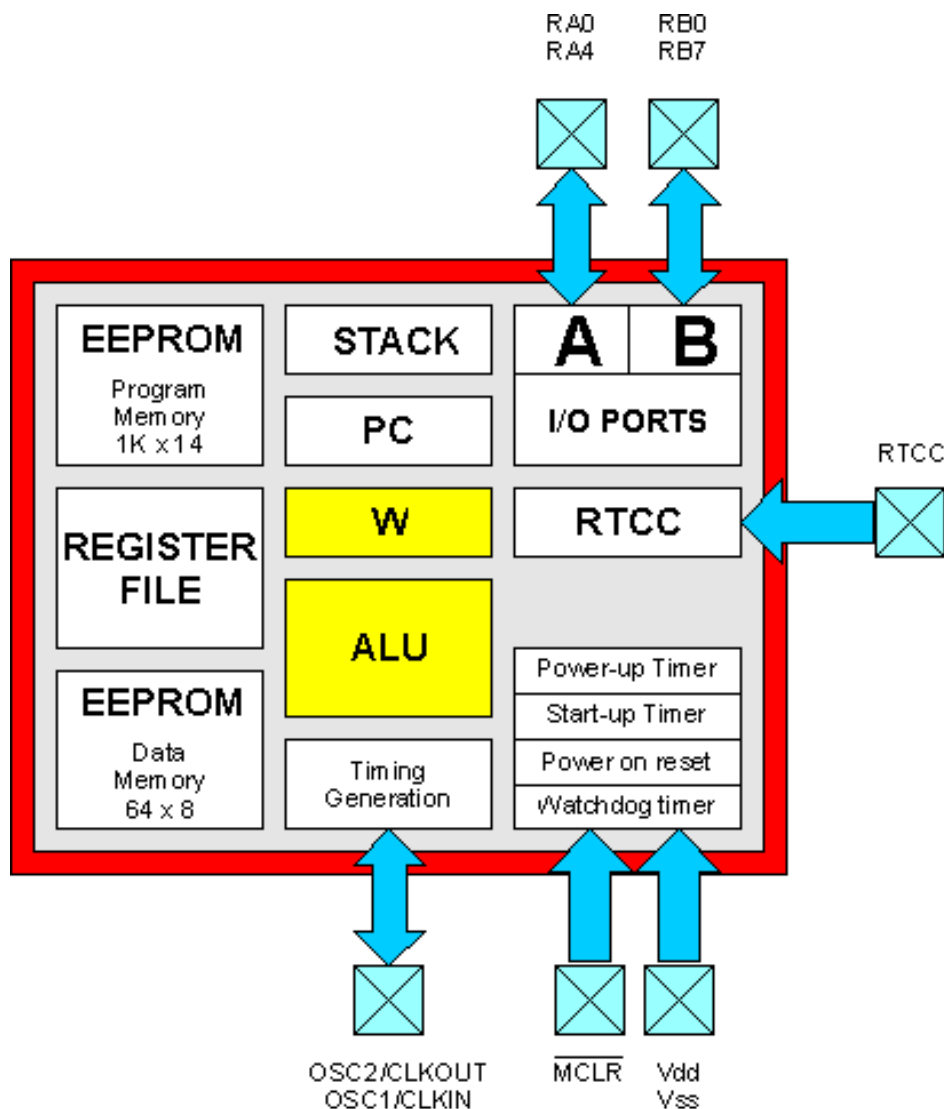 RA0
RA4
RB0
RB7
EEPROM
Program
Memory
1K x 14
STACK
A
B
I/O PORTS
PC
RTCC
REGISTER
FILE
W
RTCC
ALU
EEPROM
Data
Memory
64 x 8
Timing
Generation
Power-up Timer
Start-up Timer
Power on reset
Watchdog timer
OSC2/CLKOUT
OSC1/CLKIN
MCLR
Vdd
Vss